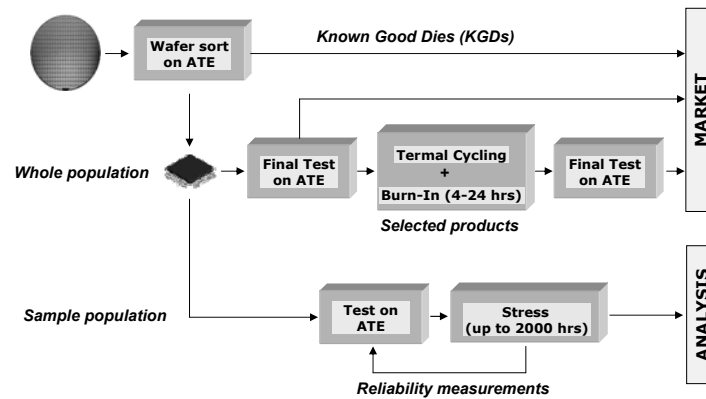 Wafer sort
on ATE
Known Good Dies (KGDs)
MARKET
Whole population
Final Test
on ATE
Termal Cycling
+
Burn-In (4-24 hrs)
Final Test
on ATE
Selected products
Sample population
Test on
ATE
Stress
(up to 2000 hrs)
ANALYSIS
Reliability measurements